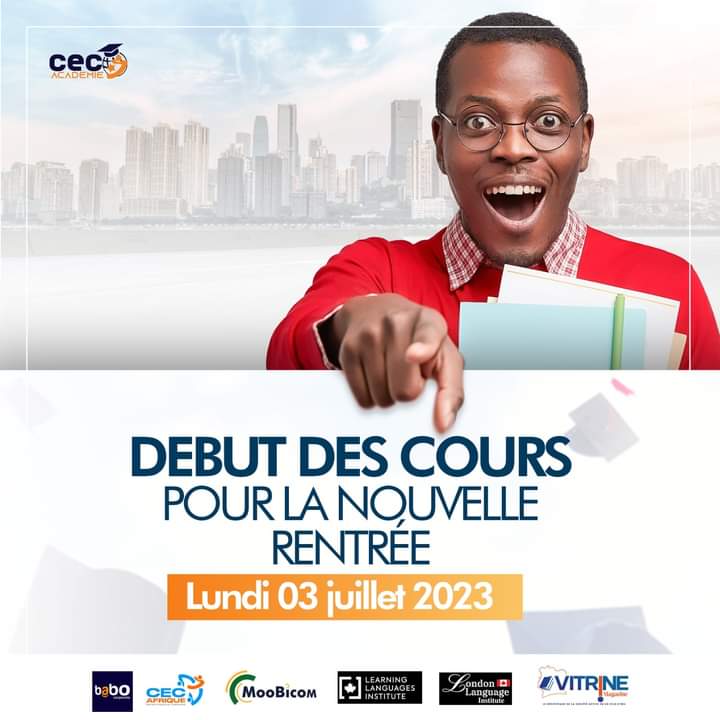 cec
ACADEMIE
DEBUT DES COURS
POUR LA NOUVELLE
RENTRÉE
Lundi 03 juillet 2023
babo
CEC
AFRIQUE
MooBicom
LEARNING
LANGUAGES
INSTITUTE
London
Language
Institute
VITRINE
Magazine